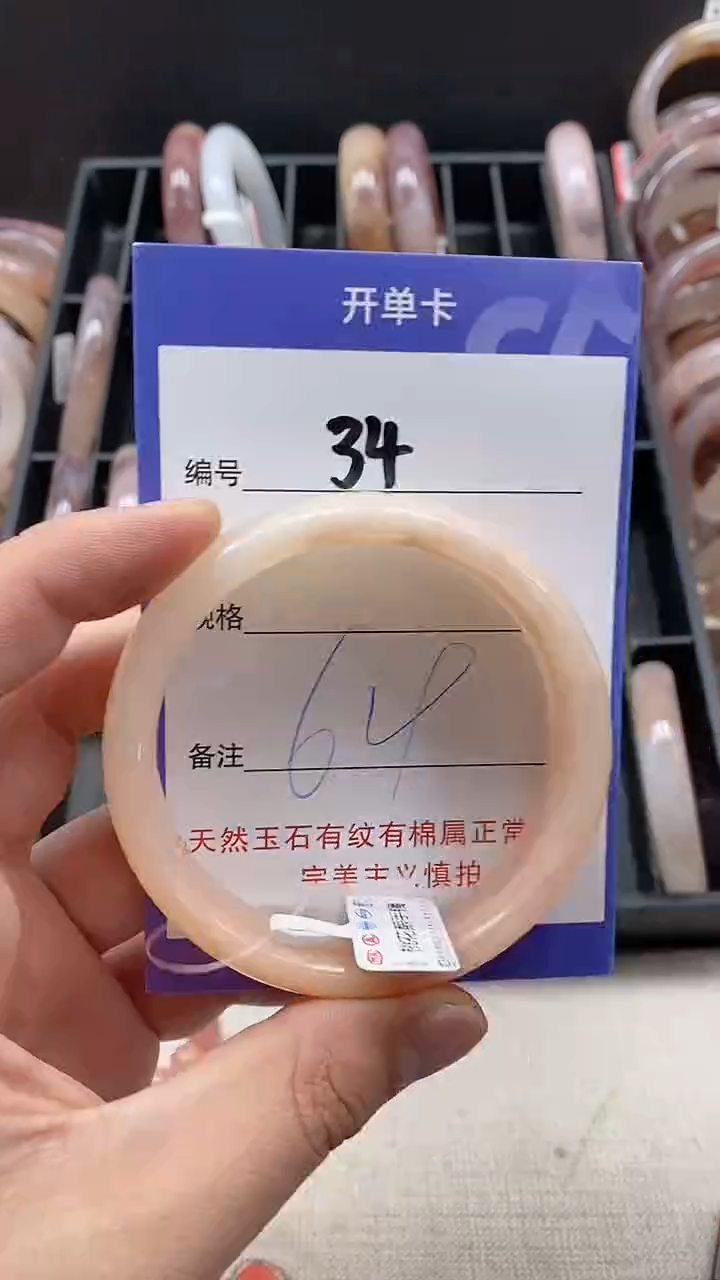 开单卡
编号 34
规格
64
备注
天然玉石有纹有棉属正常
完美主义慎拍